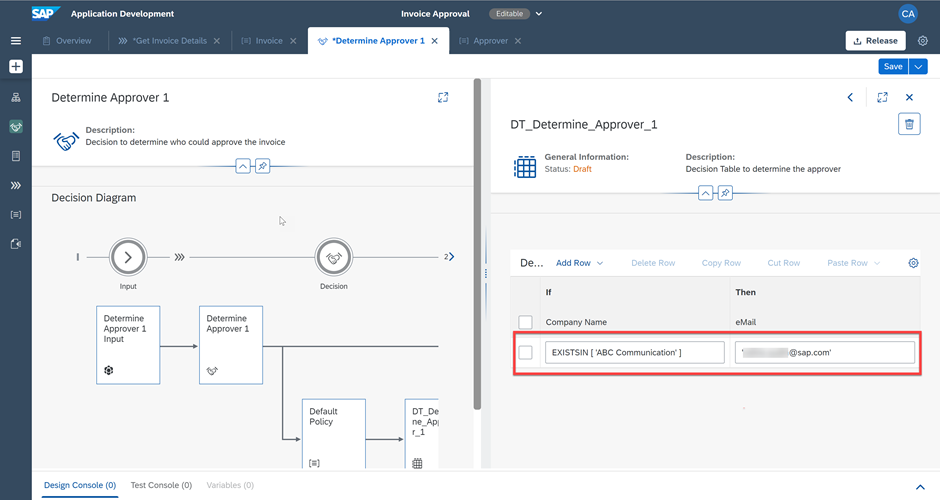 SAP
Application Development
Invoice Approval
Editable
CA
Overview
*Get Invoice Details
Invoice
*Determine Approver 1
Approver
Release
Save
Determine Approver 1
Description:
Decision to determine who could approve the invoice
Decision Diagram
Input
Decision
2
Determine
Approver 1
Input
Determine
Approver 1
Default
Policy
DT_De
ne_Ap
r_1
DT_Determine_Approver_1
General Information:
Status: Draft
Description:
Decision Table to determine the approver
De...
Add Row
Delete Row
Copy Row
Cut Row
Paste Row
If
Then
Company Name
eMail
EXISTSIN [ 'ABC Communication' ]
'@sap.com'
Design Console (0)
Test Console (0)
Variables (0)